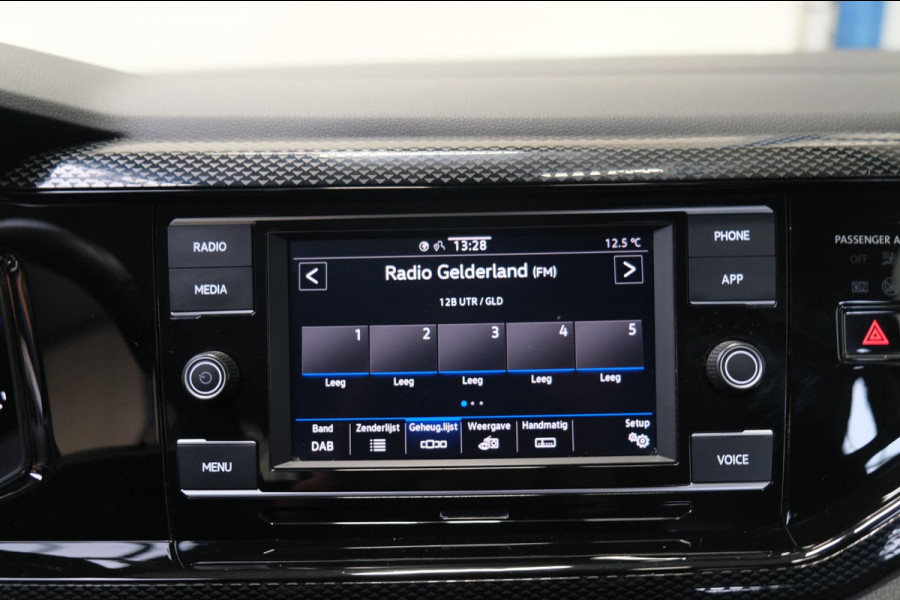 PASSENGER A
OFF
ON
RADIO
MEDIA
MENU
PHONE
APP
VOICE
13:28
12.5 °C
< Radio Gelderland (FM) >
12B UTR / GLD
1 2 3 4 5
Leeg Leeg Leeg Leeg Leeg
Band Zenderlijst Geheug.lijst Weergave Handmatig Setup
DAB